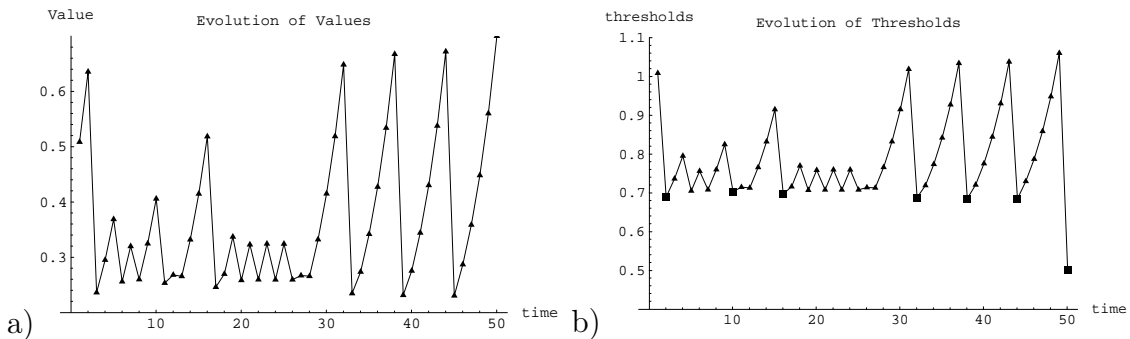 Value
Evolution of Values
0.6
0.5
0.4
0.3
10 20 30 40 50
time
a)
thresholds
Evolution of Thresholds
1.1
1
0.9
0.8
0.7
0.6
0.5
10 20 30 40 50
time
b)